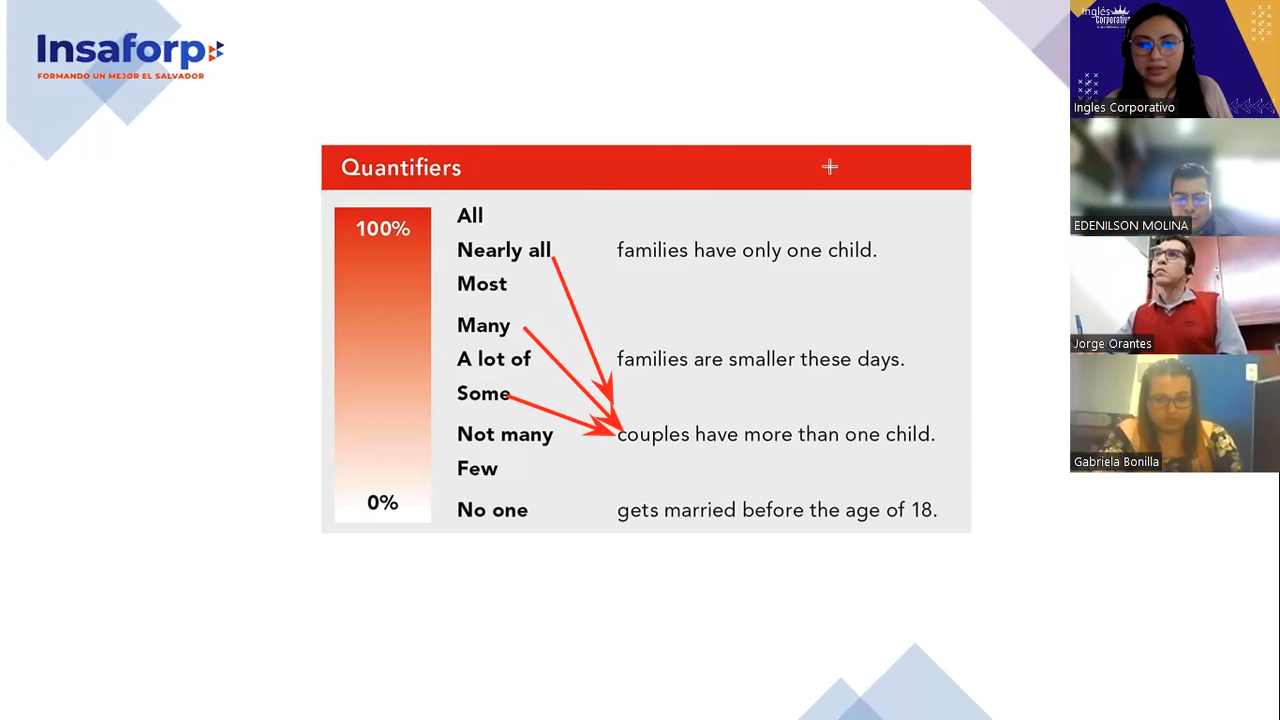 Insaforp
FORMANDO UN MEJOR EL SALVADOR
Quantifiers
100%
All
Nearly all families have only one child.
Most
Many
A lot of families are smaller these days.
Some
Not many couples have more than one child.
Few
0%
No one gets married before the age of 18.
Inglés
Corporativo
Ingles Corporativo
EDENILSON MOLINA
Jorge Orantes
Gabriela Bonilla